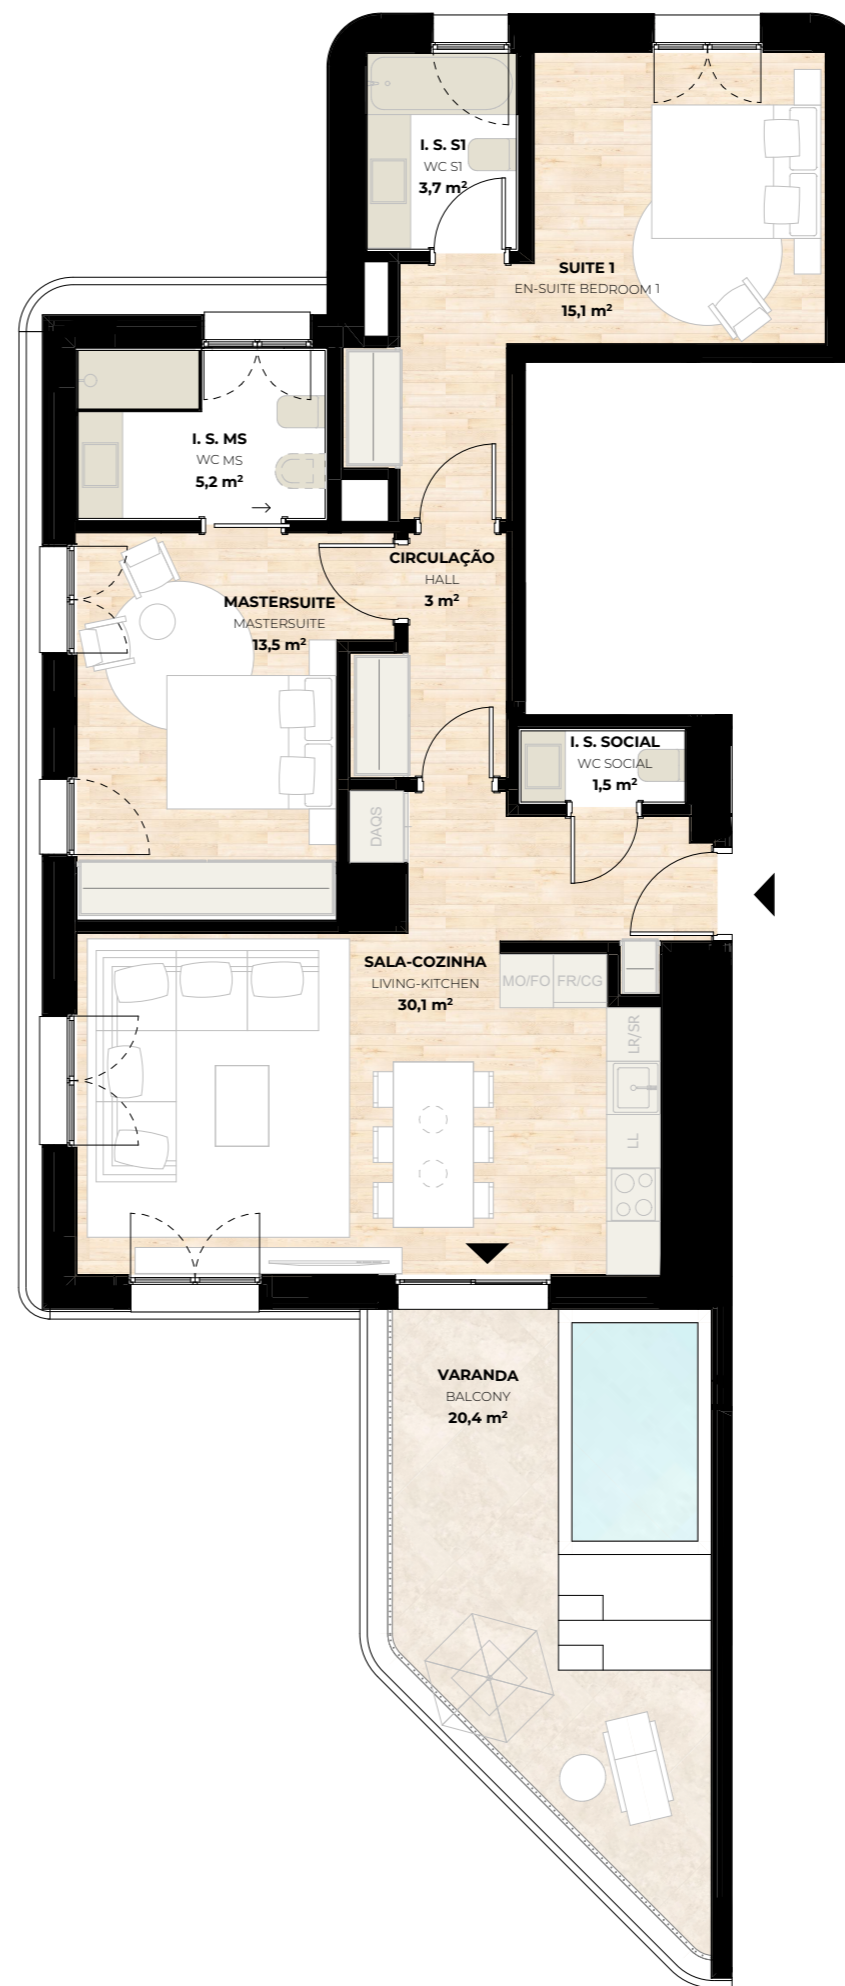 I. S. S1
WC S1
3,7 m²
SUITE 1
EN-SUITE BEDROOM 1
15,1 m²
I. S. MS
WC MS
5,2 m²
CIRCULAÇÃO
HALL
3 m²
MASTERSUITE
MASTERSUITE
13,5 m²
I. S. SOCIAL
WC SOCIAL
1,5 m²
DAQS
SALA-COZINHA
LIVING-KITCHEN
30,1 m²
MO/FO
FR/CG
LR/SR
LL
VARANDA
BALCONY
20,4 m²